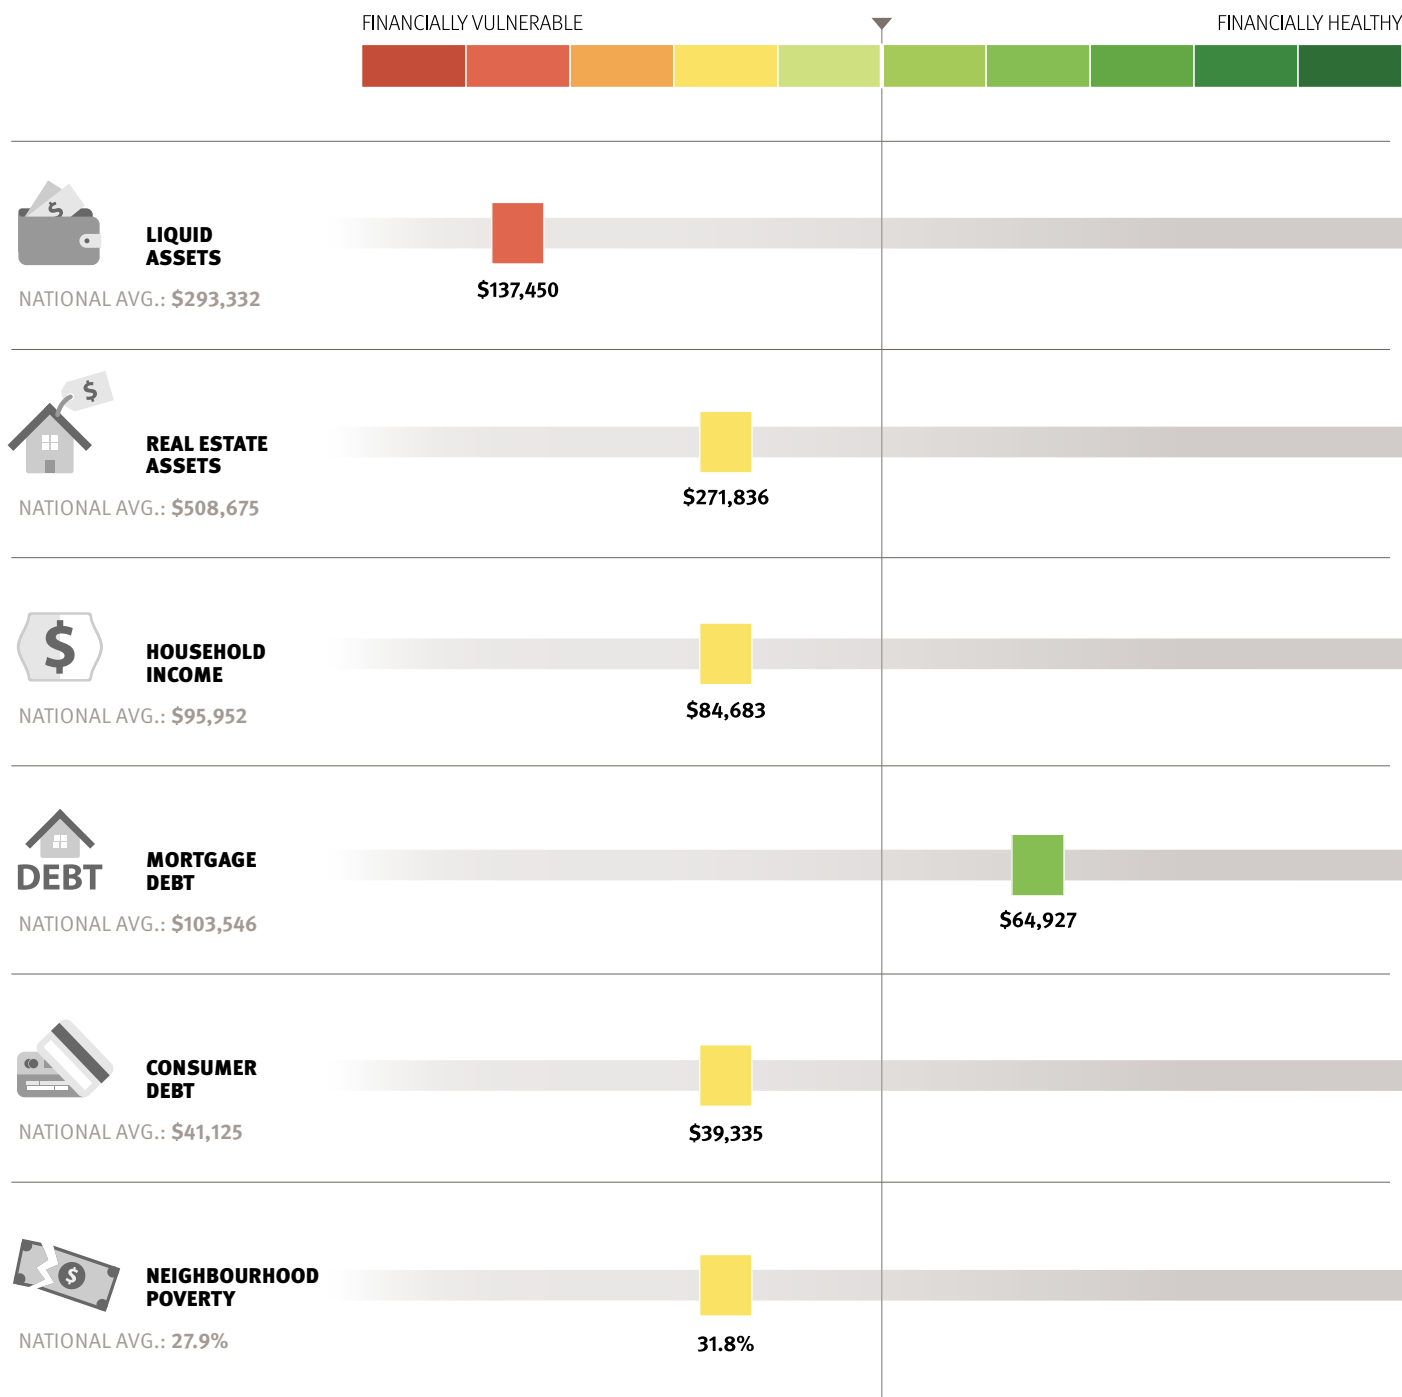 FINANCIALLY VULNERABLE
FINANCIALLY HEALTHY
$
LIQUID
ASSETS
NATIONAL AVG.: $293,332
$137,450
$
REAL ESTATE
ASSETS
NATIONAL AVG.: $508,675
$271,836
$
HOUSEHOLD
INCOME
NATIONAL AVG.: $95,952
$84,683
DEBT
MORTGAGE
DEBT
NATIONAL AVG.: $103,546
$64,927
CONSUMER
DEBT
NATIONAL AVG.: $41,125
$39,335
$
NEIGHBOURHOOD
POVERTY
NATIONAL AVG.: 27.9%
31.8%